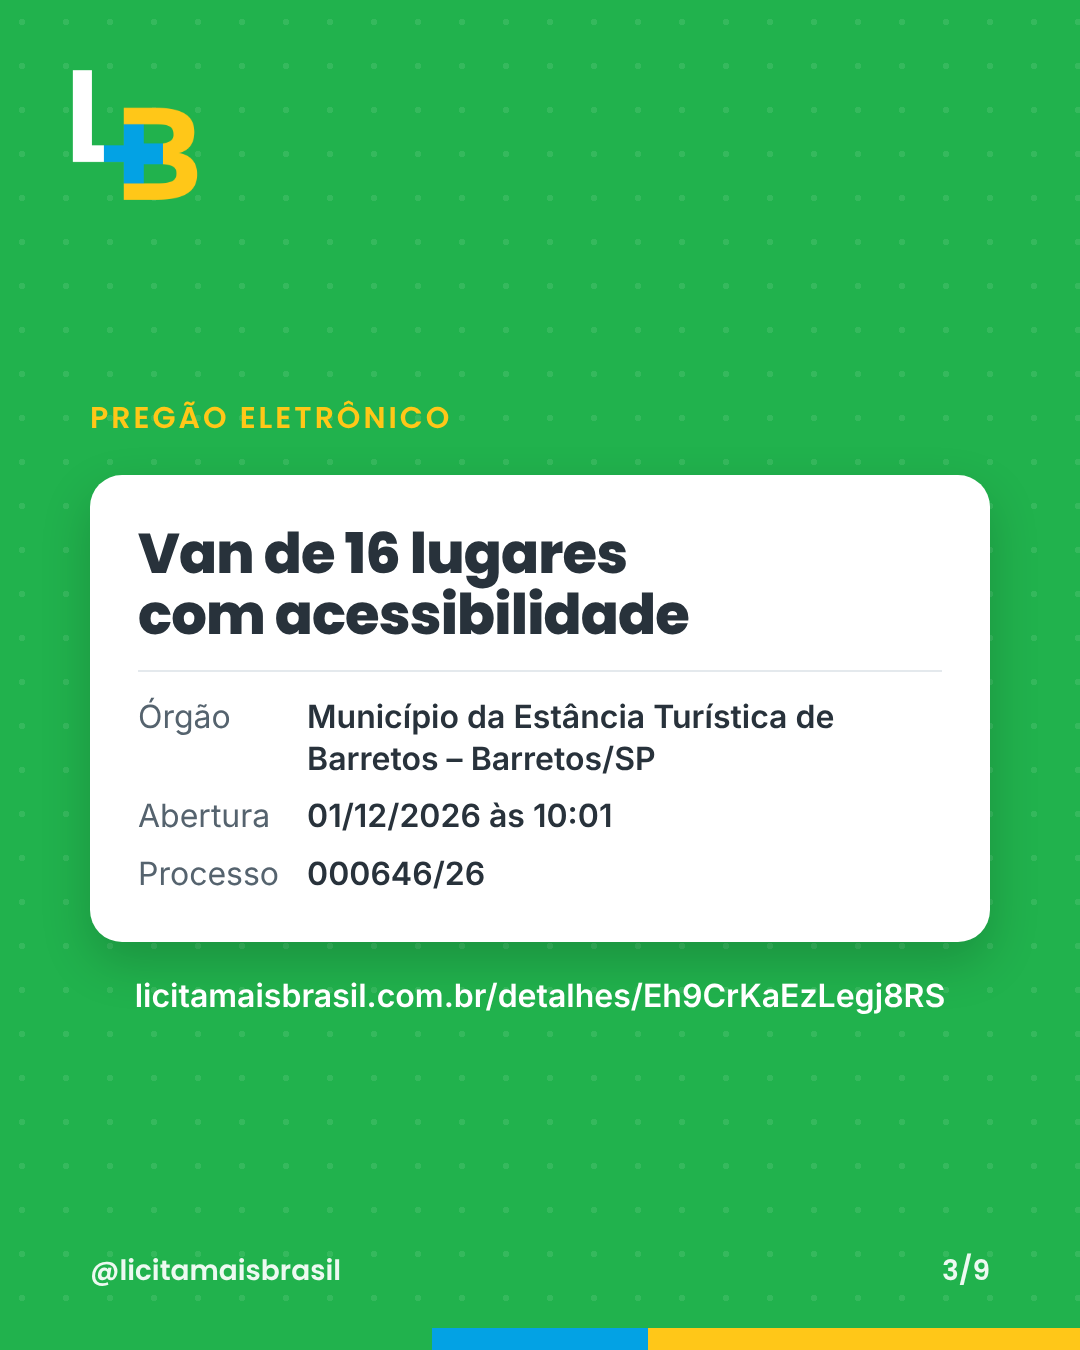 L+B
PREGÃO ELETRÔNICO
Van de 16 lugares
com acessibilidade
Órgão Município da Estância Turística de
Barretos – Barretos/SP
Abertura 01/12/2026 às 10:01
Processo 000646/26
licitamaisbrasil.com.br/detalhes/Eh9CrKaEzLegj8RS
@licitamaisbrasil 3/9